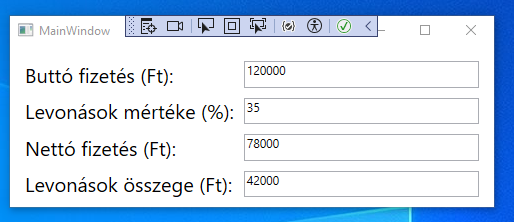 MainWindow
Buttó fizetés (Ft): 120000
Levonások mértéke (%): 35
Nettó fizetés (Ft): 78000
Levonások összege (Ft): 42000